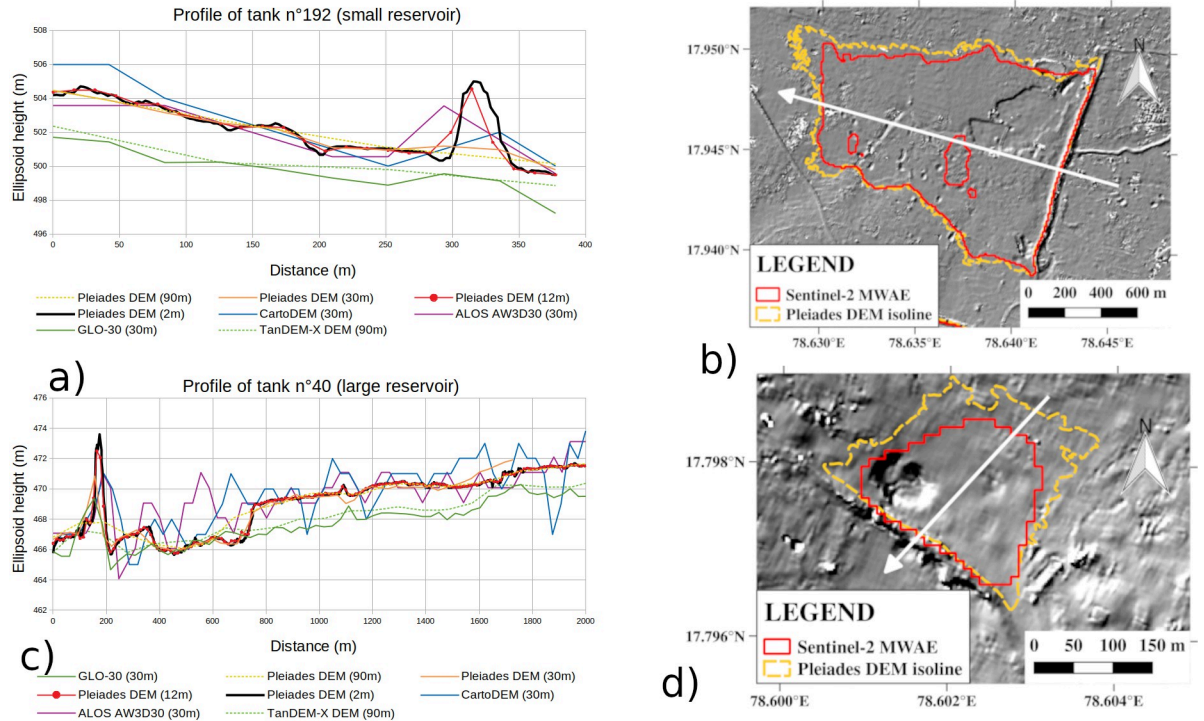 Profile of tank n°192 (small reservoir)
508
506
504
502
500
498
496
Ellipsoid height (m)
0 50 100 150 200 250 300 350 400
Distance (m)
Pleiades DEM (90m) Pleiades DEM (30m) Pleiades DEM (12m)
Pleiades DEM (2m) CartoDEM (30m) ALOS AW3D30 (30m)
GLO-30 (30m) TanDEM-X DEM (90m)
a)
17.950°N
17.945°N
17.940°N
N
LEGEND
Sentinel-2 MWAE
Pleiades DEM isoline
0 200 400 600 m
78.630°E 78.635°E 78.640°E 78.645°E
b)
Profile of tank n°40 (large reservoir)
476
474
472
470
468
466
464
462
Ellipsoid height (m)
0 200 400 600 800 1000 1200 1400 1600 1800 2000
Distance (m)
c)
GLO-30 (30m) Pleiades DEM (90m) Pleiades DEM (30m)
Pleiades DEM (12m) Pleiades DEM (2m) CartoDEM (30m)
ALOS AW3D30 (30m) TanDEM-X DEM (90m)
17.798°N
17.796°N
N
LEGEND
Sentinel-2 MWAE
Pleiades DEM isoline
0 50 100 150 m
78.600°E 78.602°E 78.604°E
d)